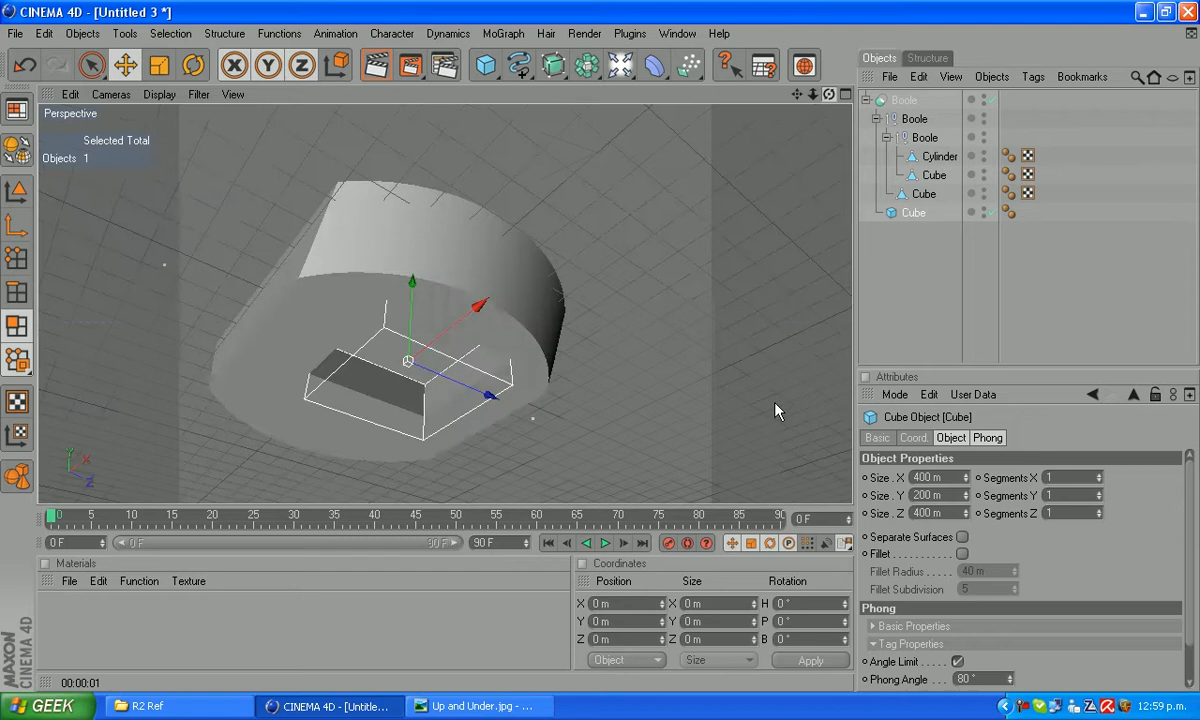 CINEMA 4D - [Untitled 3 *]
File Edit Objects Tools Selection Structure Functions Animation Character Dynamics MoGraph Hair Render Plugins Window Help
Objects Structure
File Edit View Objects Tags Bookmarks
Edit Cameras Display Filter View
Perspective
Selected Total
Objects 1
Boole
Boole
Boole
Cylinder
Cube
Cube
Cube
Attributes
Mode Edit User Data
Cube Object [Cube]
Basic Coord. Object Phong
Object Properties
Size . X 400 m Segments X 1
Size . Y 200 m Segments Y 1
Size . Z 400 m Segments Z 1
Separate Surfaces
Fillet
Fillet Radius 40 m
Fillet Subdivision 5
Phong
Basic Properties
Tag Properties
Angle Limit
Phong Angle 80 °
0 5 10 15 20 25 30 35 40 45 50 55 60 65 70 75 80 85 90 0 F
0 F 0 F 90 F 90 F
Materials
File Edit Function Texture
Coordinates
Position Size Rotation
X 0 m X 0 m H 0 °
Y 0 m Y 0 m P 0 °
Z 0 m Z 0 m B 0 °
Object Size Apply
MAXON
CINEMA 4D
00:00:01
GEEK R2 Ref CINEMA 4D - [Untitle... Up and Under.jpg - ... 12:59 p.m.
X Y Z
Y X Z